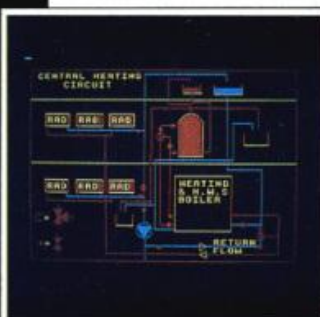 CENTRAL HEATING
CIRCUIT
RAD RAD RAD
RAD RAD RAD
HEATING
& H.W.S
BOILER
RETURN
FLOW